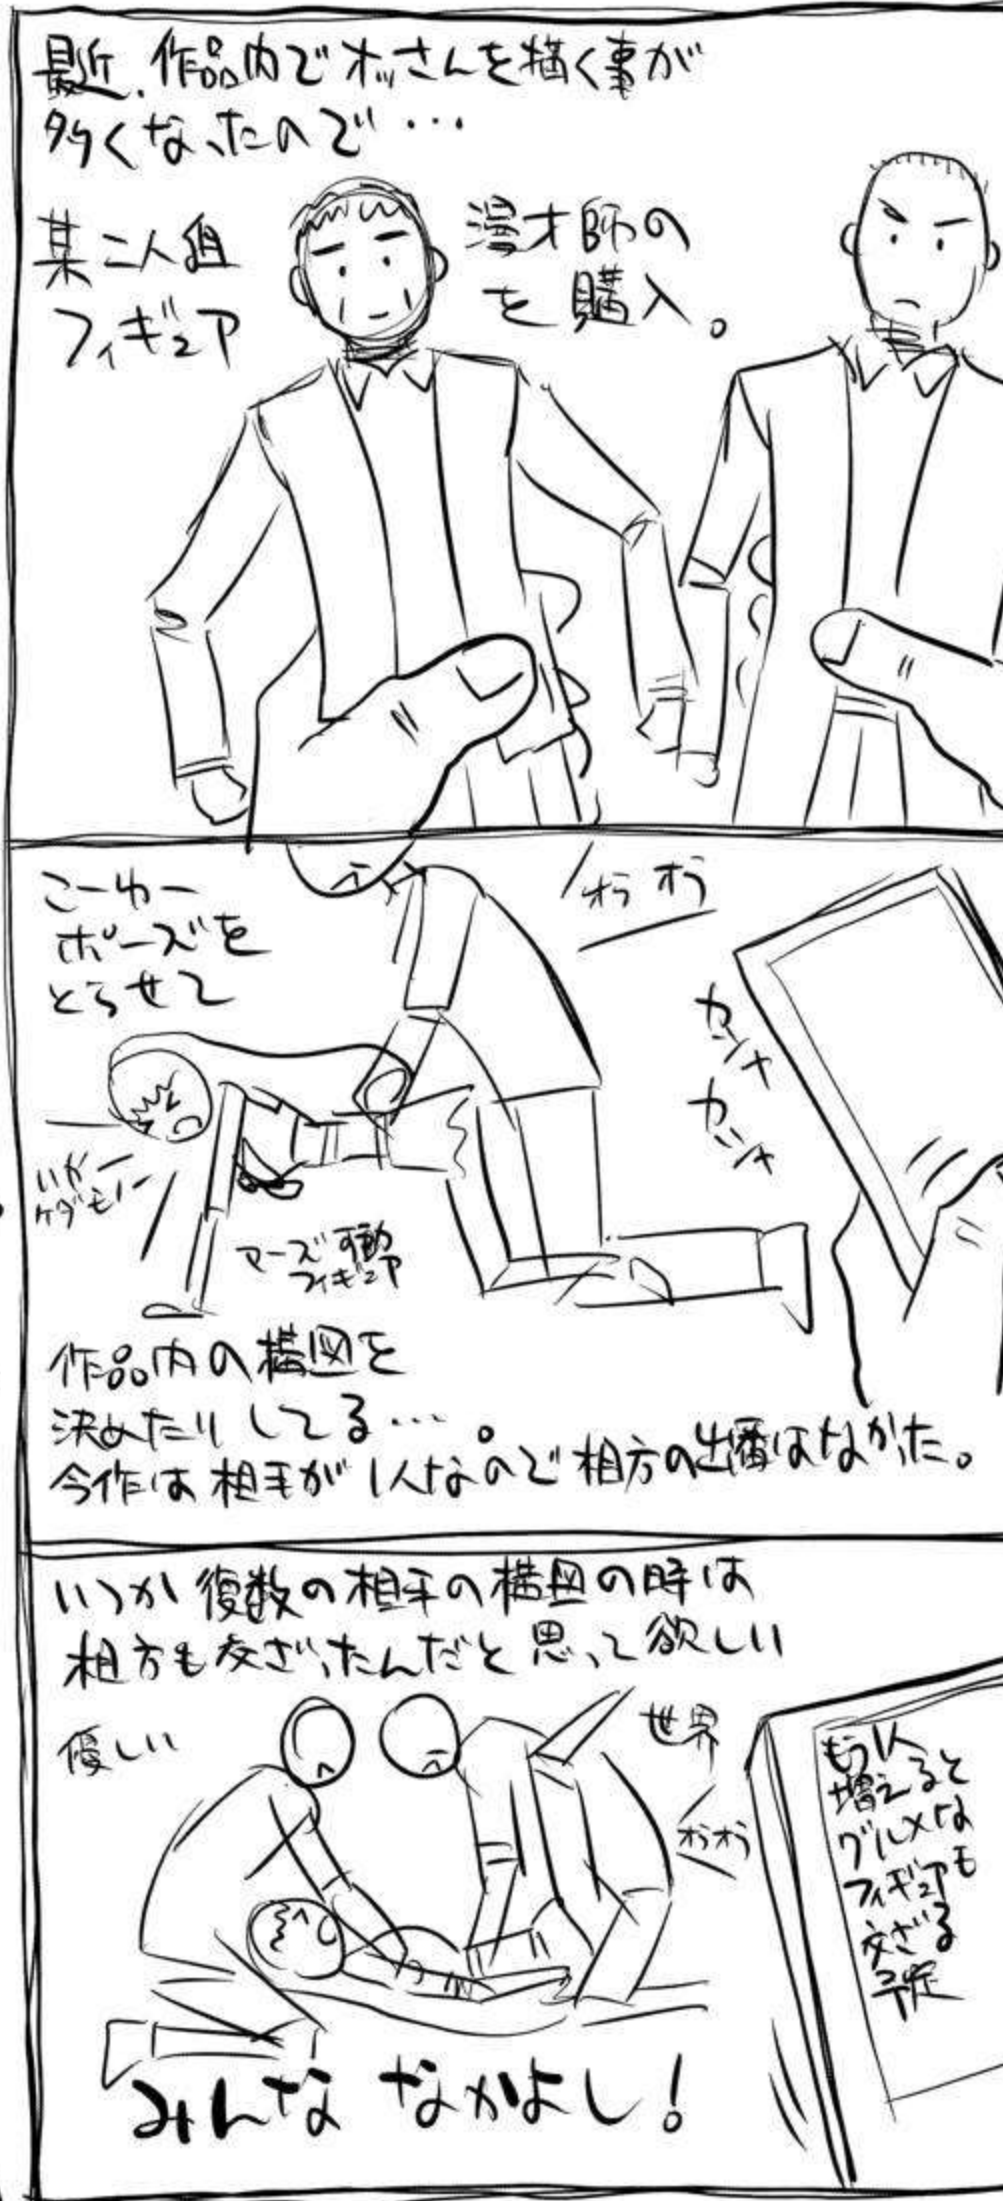 最近、作品内でオッさんを描く事が
多くなったので…
某二人組
漫才師の
フィギュア
を購入。
こーゆー
ポーズを
とらせて
オラオラ
カシャ
カシャ
いやー
ケダモノー
マーズ可動
フィギュア
作品内の構図を
決めたりしてる…。
今作は相手が1人なので相方の出番はなかった。
いつか複数の相手の構図の時は
相方も交ざったんだと思って欲しい
優しい
世界
オラオラ
もう1人
増えると
グルメな
フィギュアも
交ざる
予定
みんな なかよし!